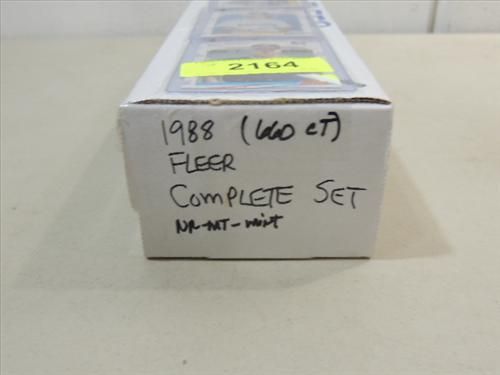 2164
1988 (660 CT)
FLEER
COMPLETE SET
NR-MT-MINT